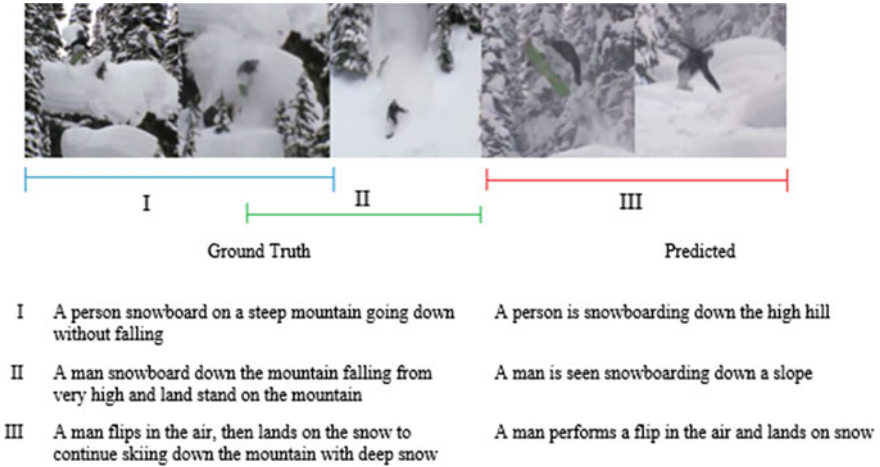 I
II
III
Ground Truth
Predicted
I A person snowboard on a steep mountain going down
without falling
A person is snowboarding down the high hill
II A man snowboard down the mountain falling from
very high and land stand on the mountain
A man is seen snowboarding down a slope
III A man flips in the air, then lands on the snow to
continue skiing down the mountain with deep snow
A man performs a flip in the air and lands on snow